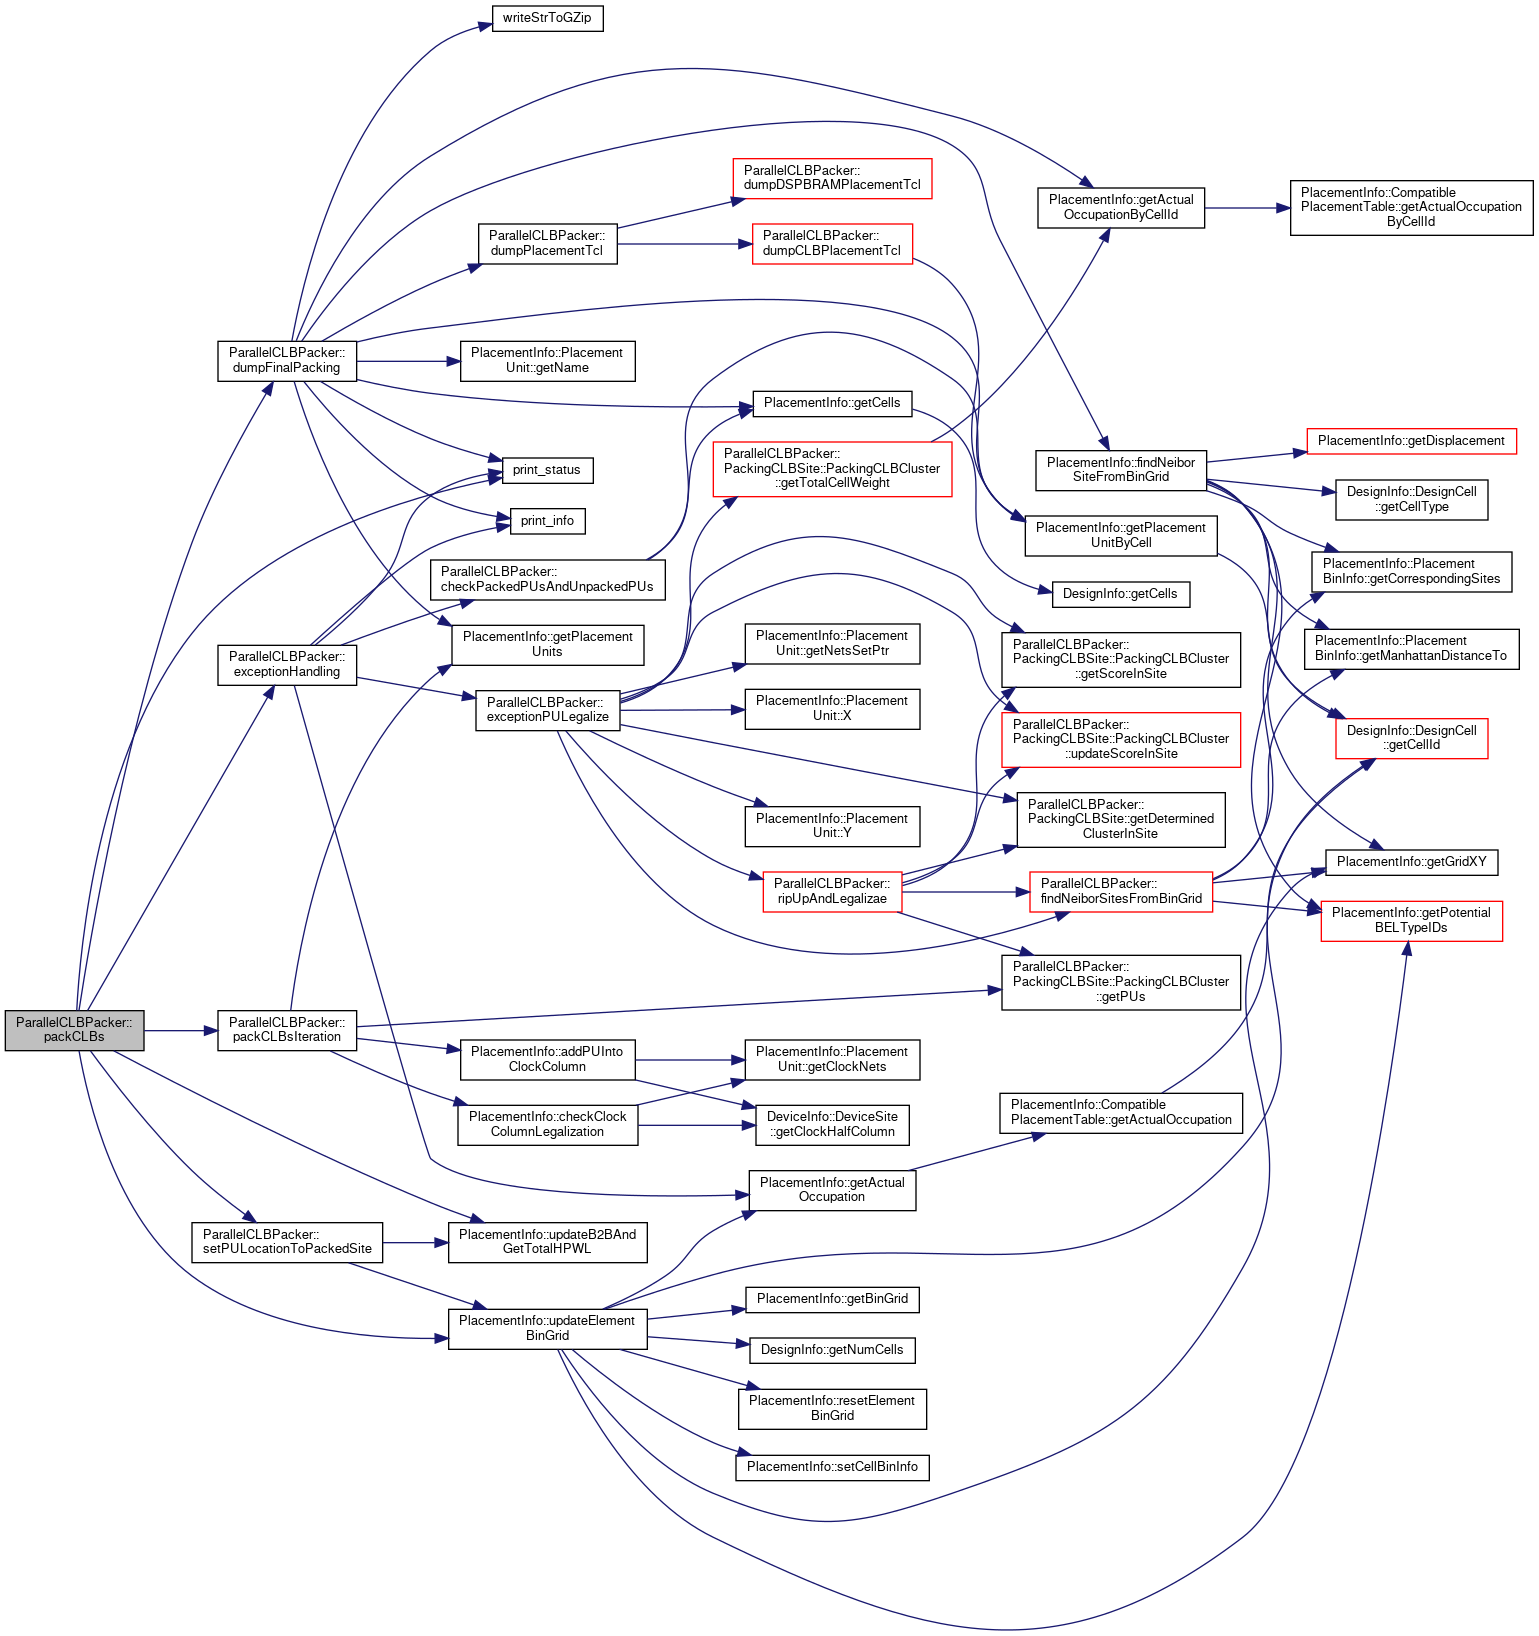 writeStrToGZip
ParallelCLBPacker::
dumpDSPBRAMPlacementTcl
PlacementInfo::getActual
OccupationByCellId
PlacementInfo::Compatible
PlacementTable::getActualOccupation
ByCellId
ParallelCLBPacker::
dumpPlacementTcl
ParallelCLBPacker::
dumpCLBPlacementTcl
ParallelCLBPacker::
dumpFinalPacking
PlacementInfo::Placement
Unit::getName
PlacementInfo::getCells
print_status
ParallelCLBPacker::
PackingCLBSite::PackingCLBCluster
::getTotalCellWeight
PlacementInfo::findNeibor
SiteFromBinGrid
PlacementInfo::getDisplacement
DesignInfo::DesignCell
::getCellType
print_info
PlacementInfo::getPlacement
UnitByCell
PlacementInfo::Placement
BinInfo::getCorrespondingSites
ParallelCLBPacker::
checkPackedPUsAndUnpackedPUs
DesignInfo::getCells
PlacementInfo::getPlacement
Units
PlacementInfo::Placement
Unit::getNetsSetPtr
ParallelCLBPacker::
PackingCLBSite::PackingCLBCluster
::getScoreInSite
PlacementInfo::Placement
BinInfo::getManhattanDistanceTo
ParallelCLBPacker::
exceptionHandling
ParallelCLBPacker::
exceptionPULegalize
PlacementInfo::Placement
Unit::X
ParallelCLBPacker::
PackingCLBSite::PackingCLBCluster
::updateScoreInSite
DesignInfo::DesignCell
::getCellId
PlacementInfo::Placement
Unit::Y
ParallelCLBPacker::
PackingCLBSite::getDetermined
ClusterInSite
PlacementInfo::getGridXY
ParallelCLBPacker::
ripUpAndLegalizae
ParallelCLBPacker::
findNeiborSitesFromBinGrid
PlacementInfo::getPotential
BELTypeIDs
ParallelCLBPacker::
PackingCLBSite::PackingCLBCluster
::getPUs
ParallelCLBPacker::
packCLBs
ParallelCLBPacker::
packCLBsIteration
PlacementInfo::addPUInto
ClockColumn
PlacementInfo::Placement
Unit::getClockNets
PlacementInfo::checkClock
ColumnLegalization
DeviceInfo::DeviceSite
::getClockHalfColumn
PlacementInfo::Compatible
PlacementTable::getActualOccupation
PlacementInfo::getActual
Occupation
ParallelCLBPacker::
setPULocationToPackedSite
PlacementInfo::updateB2BAnd
GetTotalHPWL
PlacementInfo::updateElement
BinGrid
PlacementInfo::getBinGrid
DesignInfo::getNumCells
PlacementInfo::resetElement
BinGrid
PlacementInfo::setCellBinInfo